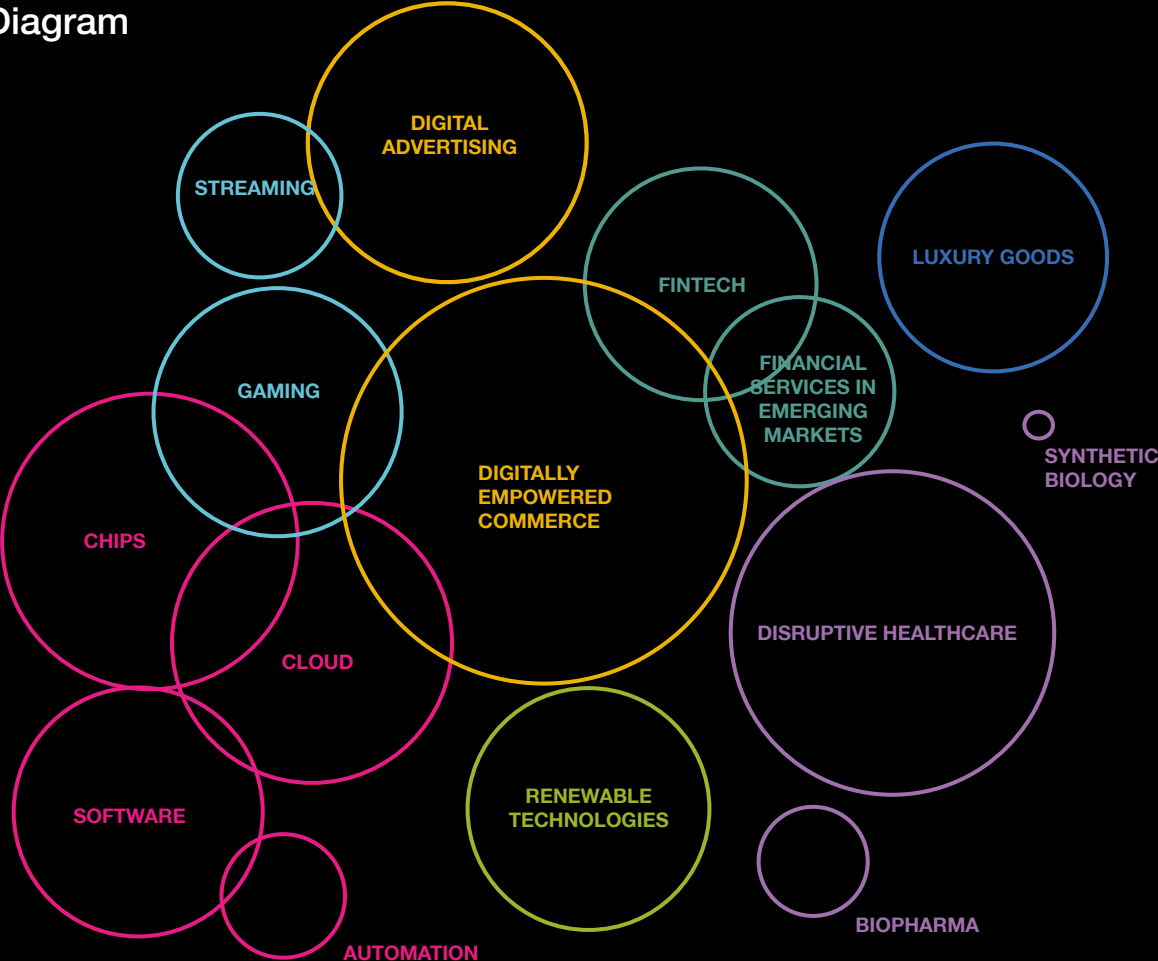 Diagram
DIGITAL
ADVERTISING
STREAMING
FINTECH
LUXURY GOODS
FINANCIAL
SERVICES IN
EMERGING
MARKETS
GAMING
SYNTHETIC
BIOLOGY
DIGITALLY
EMPOWERED
COMMERCE
CHIPS
DISRUPTIVE HEALTHCARE
CLOUD
RENEWABLE
TECHNOLOGIES
SOFTWARE
BIOPHARMA
AUTOMATION